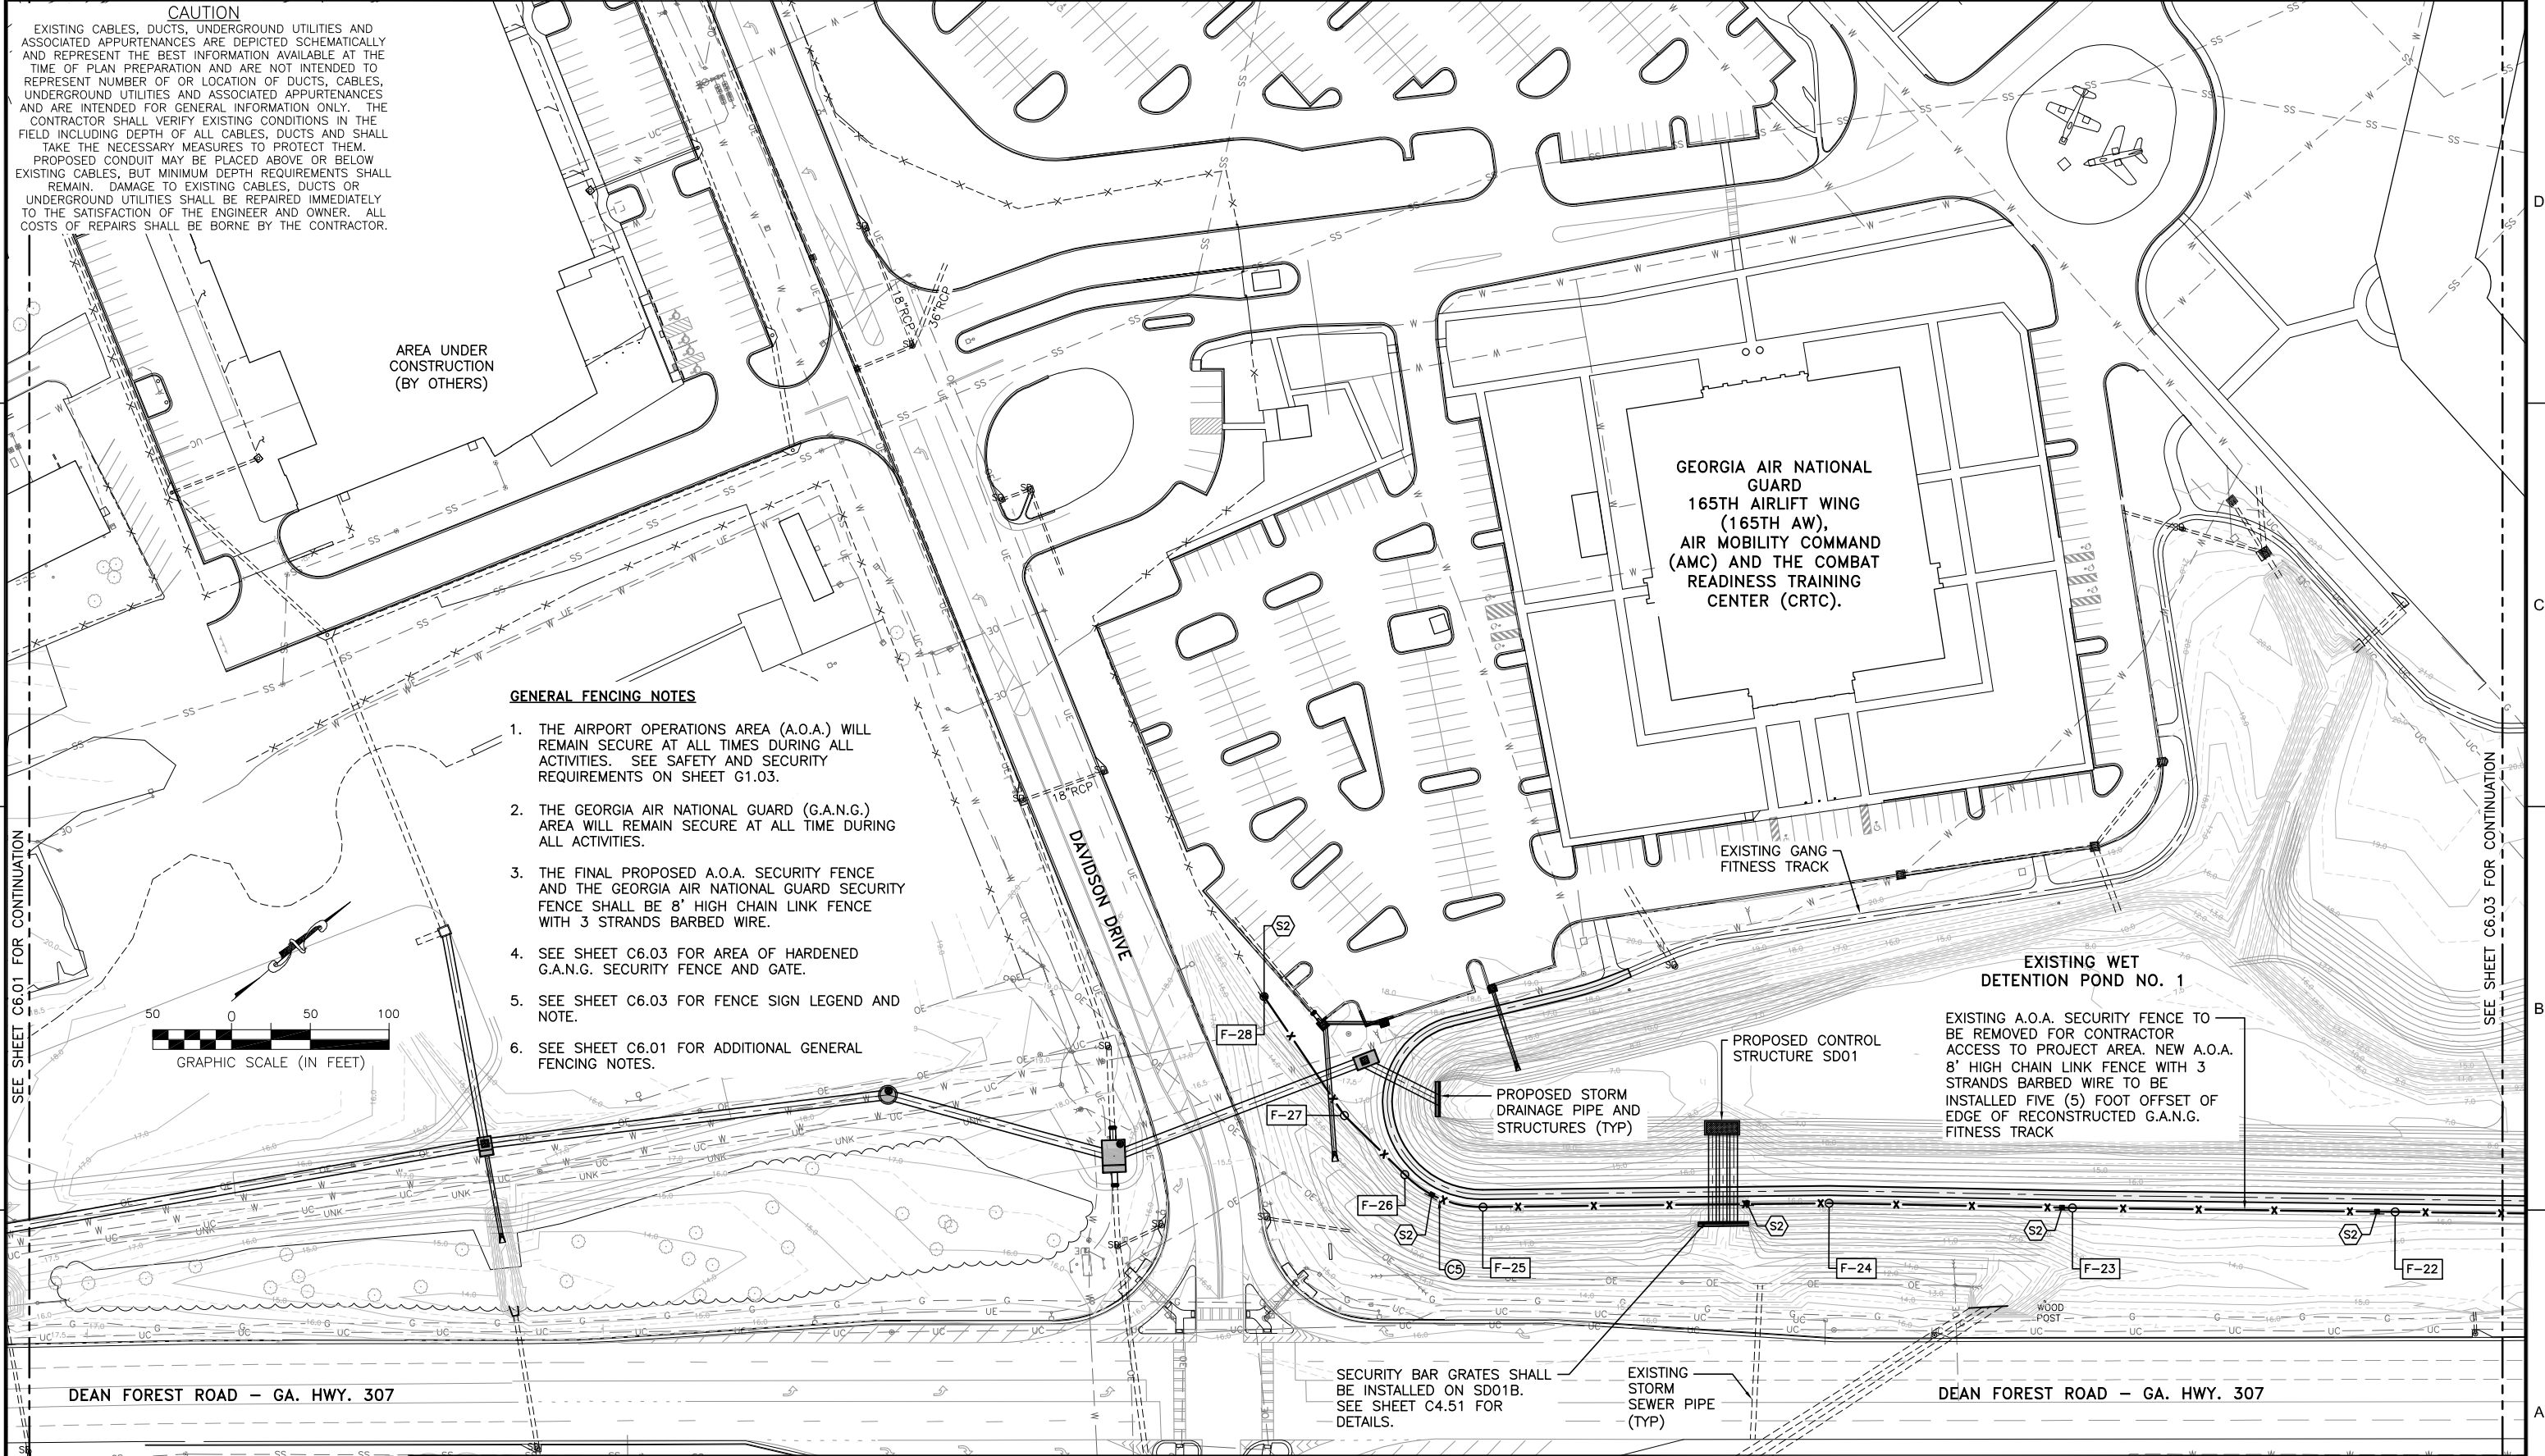 CAUTION
EXISTING CABLES, DUCTS, UNDERGROUND UTILITIES AND
ASSOCIATED APPURTENANCES ARE DEPICTED SCHEMATICALLY
AND REPRESENT THE BEST INFORMATION AVAILABLE AT THE
TIME OF PLAN PREPARATION AND ARE NOT INTENDED TO
REPRESENT NUMBER OF OR LOCATION OF DUCTS, CABLES,
UNDERGROUND UTILITIES AND ASSOCIATED APPURTENANCES
AND ARE INTENDED FOR GENERAL INFORMATION ONLY. THE
CONTRACTOR SHALL VERIFY EXISTING CONDITIONS IN THE
FIELD INCLUDING DEPTH OF ALL CABLES, DUCTS AND SHALL
TAKE THE NECESSARY MEASURES TO PROTECT THEM.
PROPOSED CONDUIT MAY BE PLACED ABOVE OR BELOW
EXISTING CABLES, BUT MINIMUM DEPTH REQUIREMENTS SHALL
REMAIN. DAMAGE TO EXISTING CABLES, DUCTS OR
UNDERGROUND UTILITIES SHALL BE REPAIRED IMMEDIATELY
TO THE SATISFACTION OF THE ENGINEER AND OWNER. ALL
COSTS OF REPAIRS SHALL BE BORNE BY THE CONTRACTOR.
AREA UNDER
CONSTRUCTION
(BY OTHERS)
18"RCP
36"RCP
GEORGIA AIR NATIONAL
GUARD
165TH AIRLIFT WING
(165TH AW),
AIR MOBILITY COMMAND
(AMC) AND THE COMBAT
READINESS TRAINING
CENTER (CRTC).
GENERAL FENCING NOTES
1. THE AIRPORT OPERATIONS AREA (A.O.A.) WILL
REMAIN SECURE AT ALL TIMES DURING ALL
ACTIVITIES. SEE SAFETY AND SECURITY
REQUIREMENTS ON SHEET G1.03.
2. THE GEORGIA AIR NATIONAL GUARD (G.A.N.G.)
AREA WILL REMAIN SECURE AT ALL TIME DURING
ALL ACTIVITIES.
3. THE FINAL PROPOSED A.O.A. SECURITY FENCE
AND THE GEORGIA AIR NATIONAL GUARD SECURITY
FENCE SHALL BE 8' HIGH CHAIN LINK FENCE
WITH 3 STRANDS BARBED WIRE.
4. SEE SHEET C6.03 FOR AREA OF HARDENED
G.A.N.G. SECURITY FENCE AND GATE.
5. SEE SHEET C6.03 FOR FENCE SIGN LEGEND AND
NOTE.
6. SEE SHEET C6.01 FOR ADDITIONAL GENERAL
FENCING NOTES.
18"RCP
DAVIDSON DRIVE
SEE SHEET C6.01 FOR CONTINUATION
SEE SHEET C6.03 FOR CONTINUATION
50 0 50 100
GRAPHIC SCALE (IN FEET)
EXISTING GANG
FITNESS TRACK
EXISTING WET
DETENTION POND NO. 1
EXISTING A.O.A. SECURITY FENCE TO
BE REMOVED FOR CONTRACTOR
ACCESS TO PROJECT AREA. NEW A.O.A.
8' HIGH CHAIN LINK FENCE WITH 3
STRANDS BARBED WIRE TO BE
INSTALLED FIVE (5) FOOT OFFSET OF
EDGE OF RECONSTRUCTED G.A.N.G.
FITNESS TRACK
PROPOSED CONTROL
STRUCTURE SD01
PROPOSED STORM
DRAINAGE PIPE AND
STRUCTURES (TYP)
S2
F-28
F-27
F-26
S2
C5
F-25
S2
F-24
S2
F-23
S2
F-22
WOOD
POST
SECURITY BAR GRATES SHALL
BE INSTALLED ON SD01B.
SEE SHEET C4.51 FOR
DETAILS.
EXISTING
STORM
SEWER PIPE
(TYP)
DEAN FOREST ROAD - GA. HWY. 307
DEAN FOREST ROAD - GA. HWY. 307
D
C
B
A